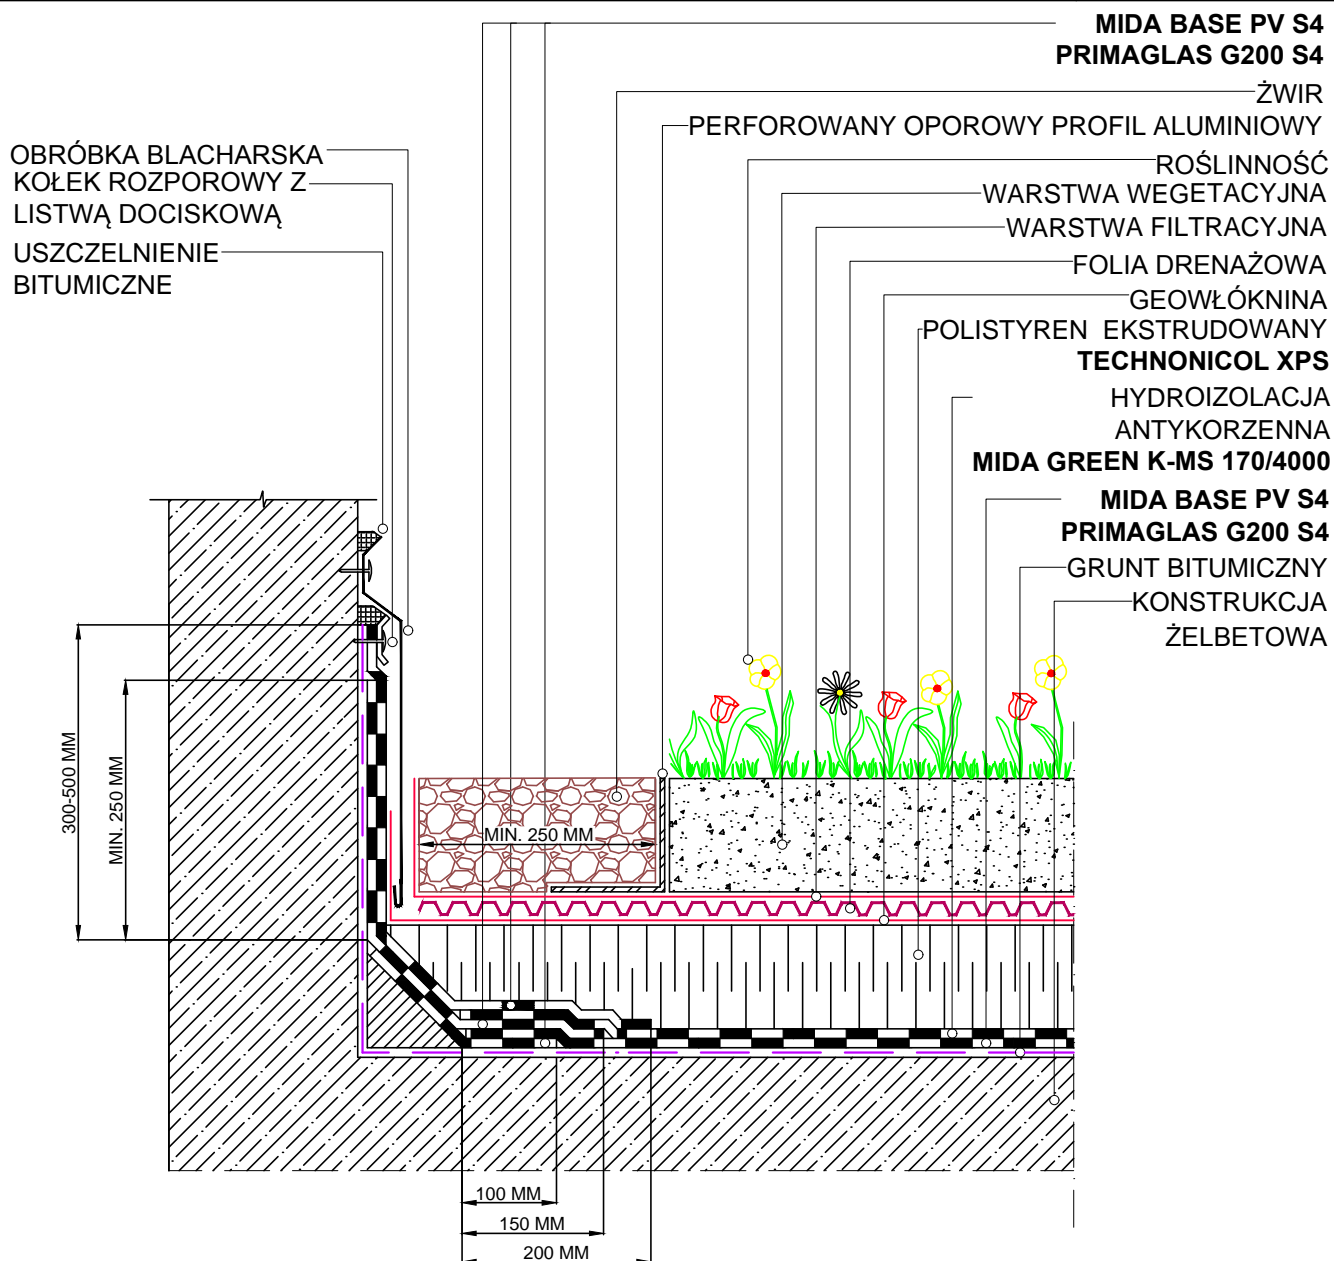 MIDA BASE PV S4
PRIMAGLAS G200 S4
ŻWIR
PERFOROWANY OPOROWY PROFIL ALUMINIOWY
ROŚLINNOŚĆ
WARSTWA WEGETACYJNA
WARSTWA FILTRACYJNA
FOLIA DRENAŻOWA
GEOWŁÓKNINA
POLISTYREN EKSTRUDOWANY
TECHNONICOL XPS
HYDROIZOLACJA
ANTYKORZENNA
MIDA GREEN K-MS 170/4000
MIDA BASE PV S4
PRIMAGLAS G200 S4
GRUNT BITUMICZNY
KONSTRUKCJA
ŻELBETOWA
OBRÓBKA BLACHARSKA
KOŁEK ROZPOROWY Z
LISTWĄ DOCISKOWĄ
USZCZELNIENIE
BITUMICZNE
300-500 MM
MIN. 250 MM
MIN. 250 MM
100 MM
150 MM
200 MM